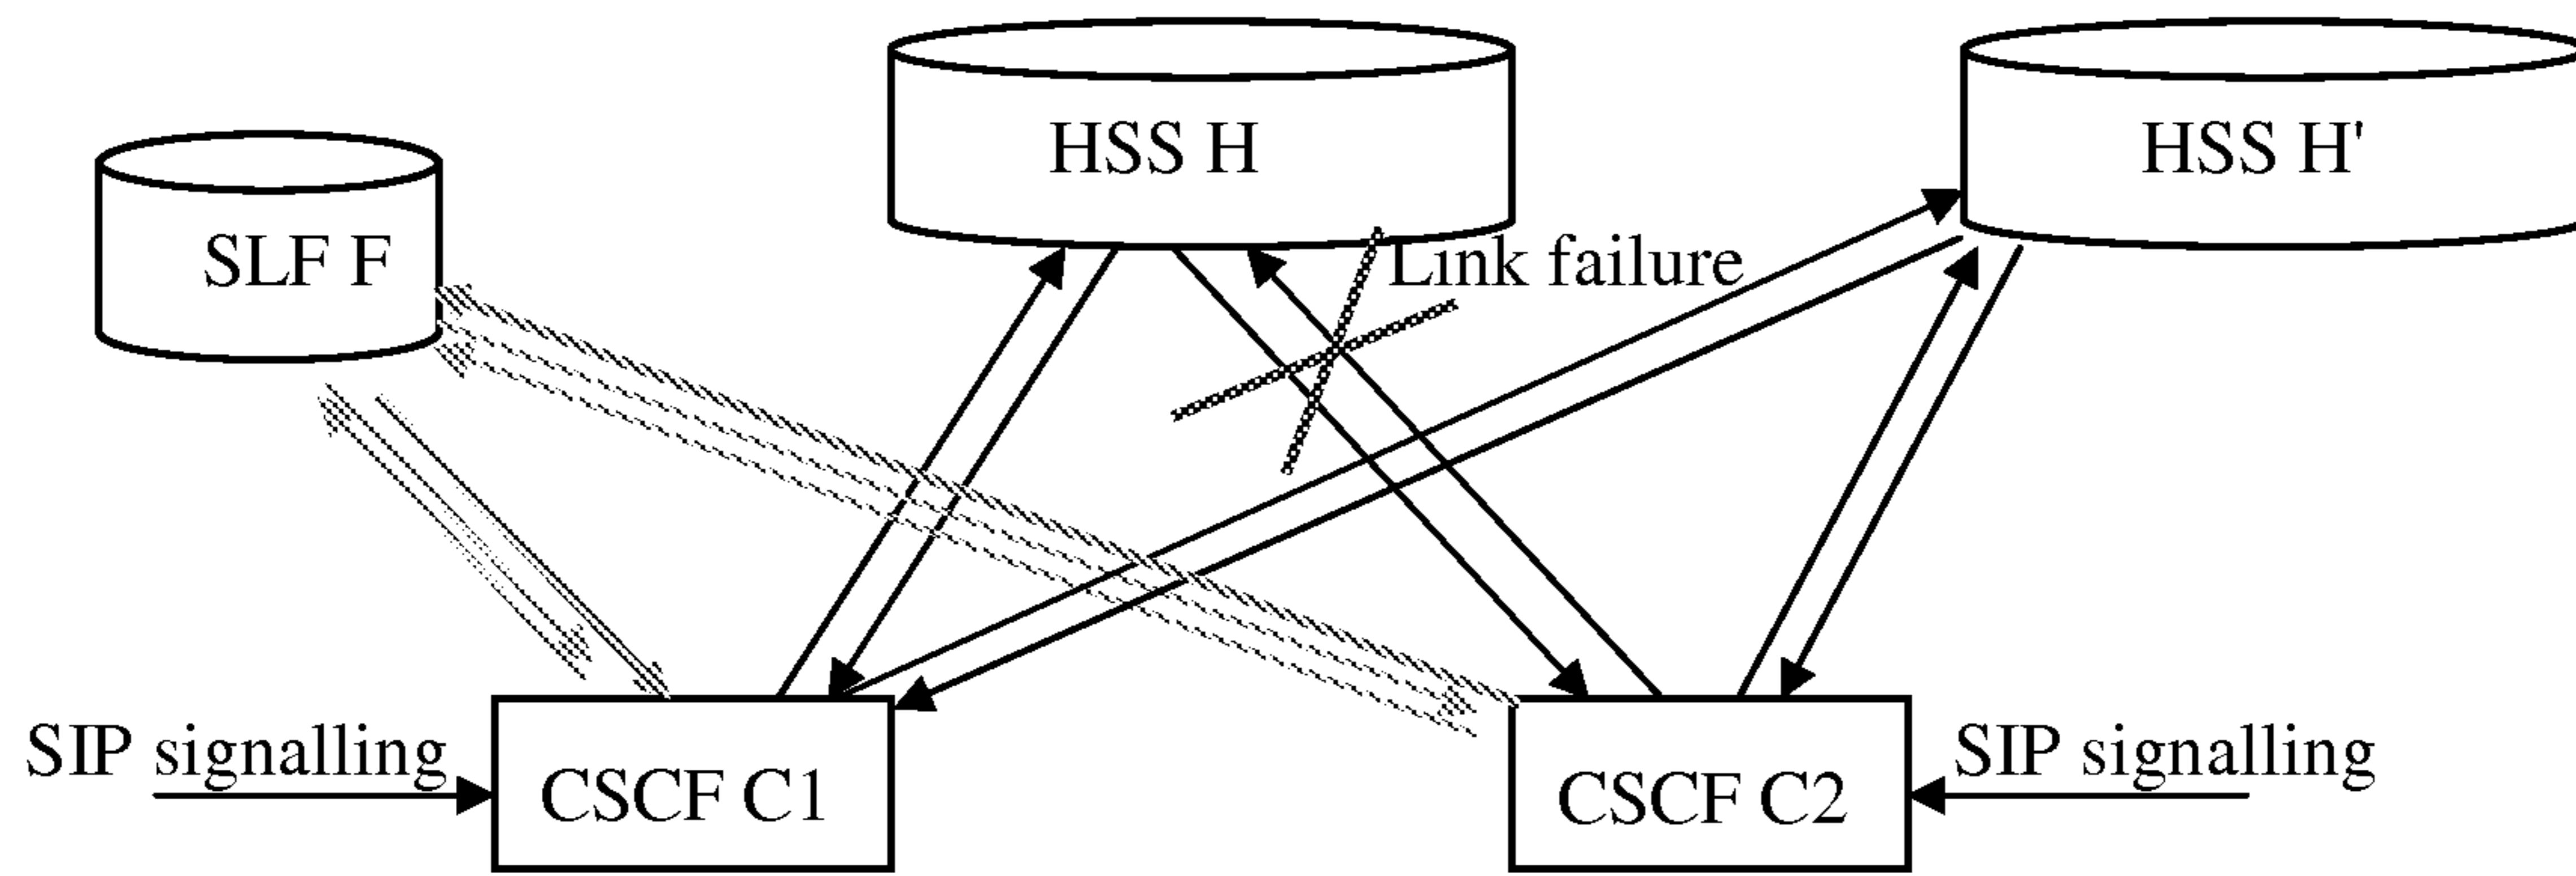 HSS H
HSS H'
SLF F
Link failure
SIP signalling
SIP signalling
CSCF C1
CSCF C2